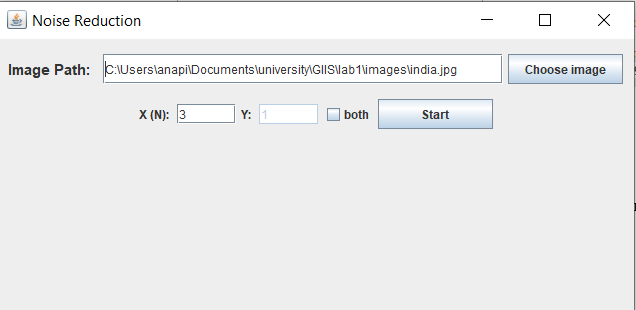 Noise Reduction
Image Path: C:\Users\anapi\Documents\university\GIIS\lab1\images\india.jpg Choose image
X (N): 3 Y: 1 both Start